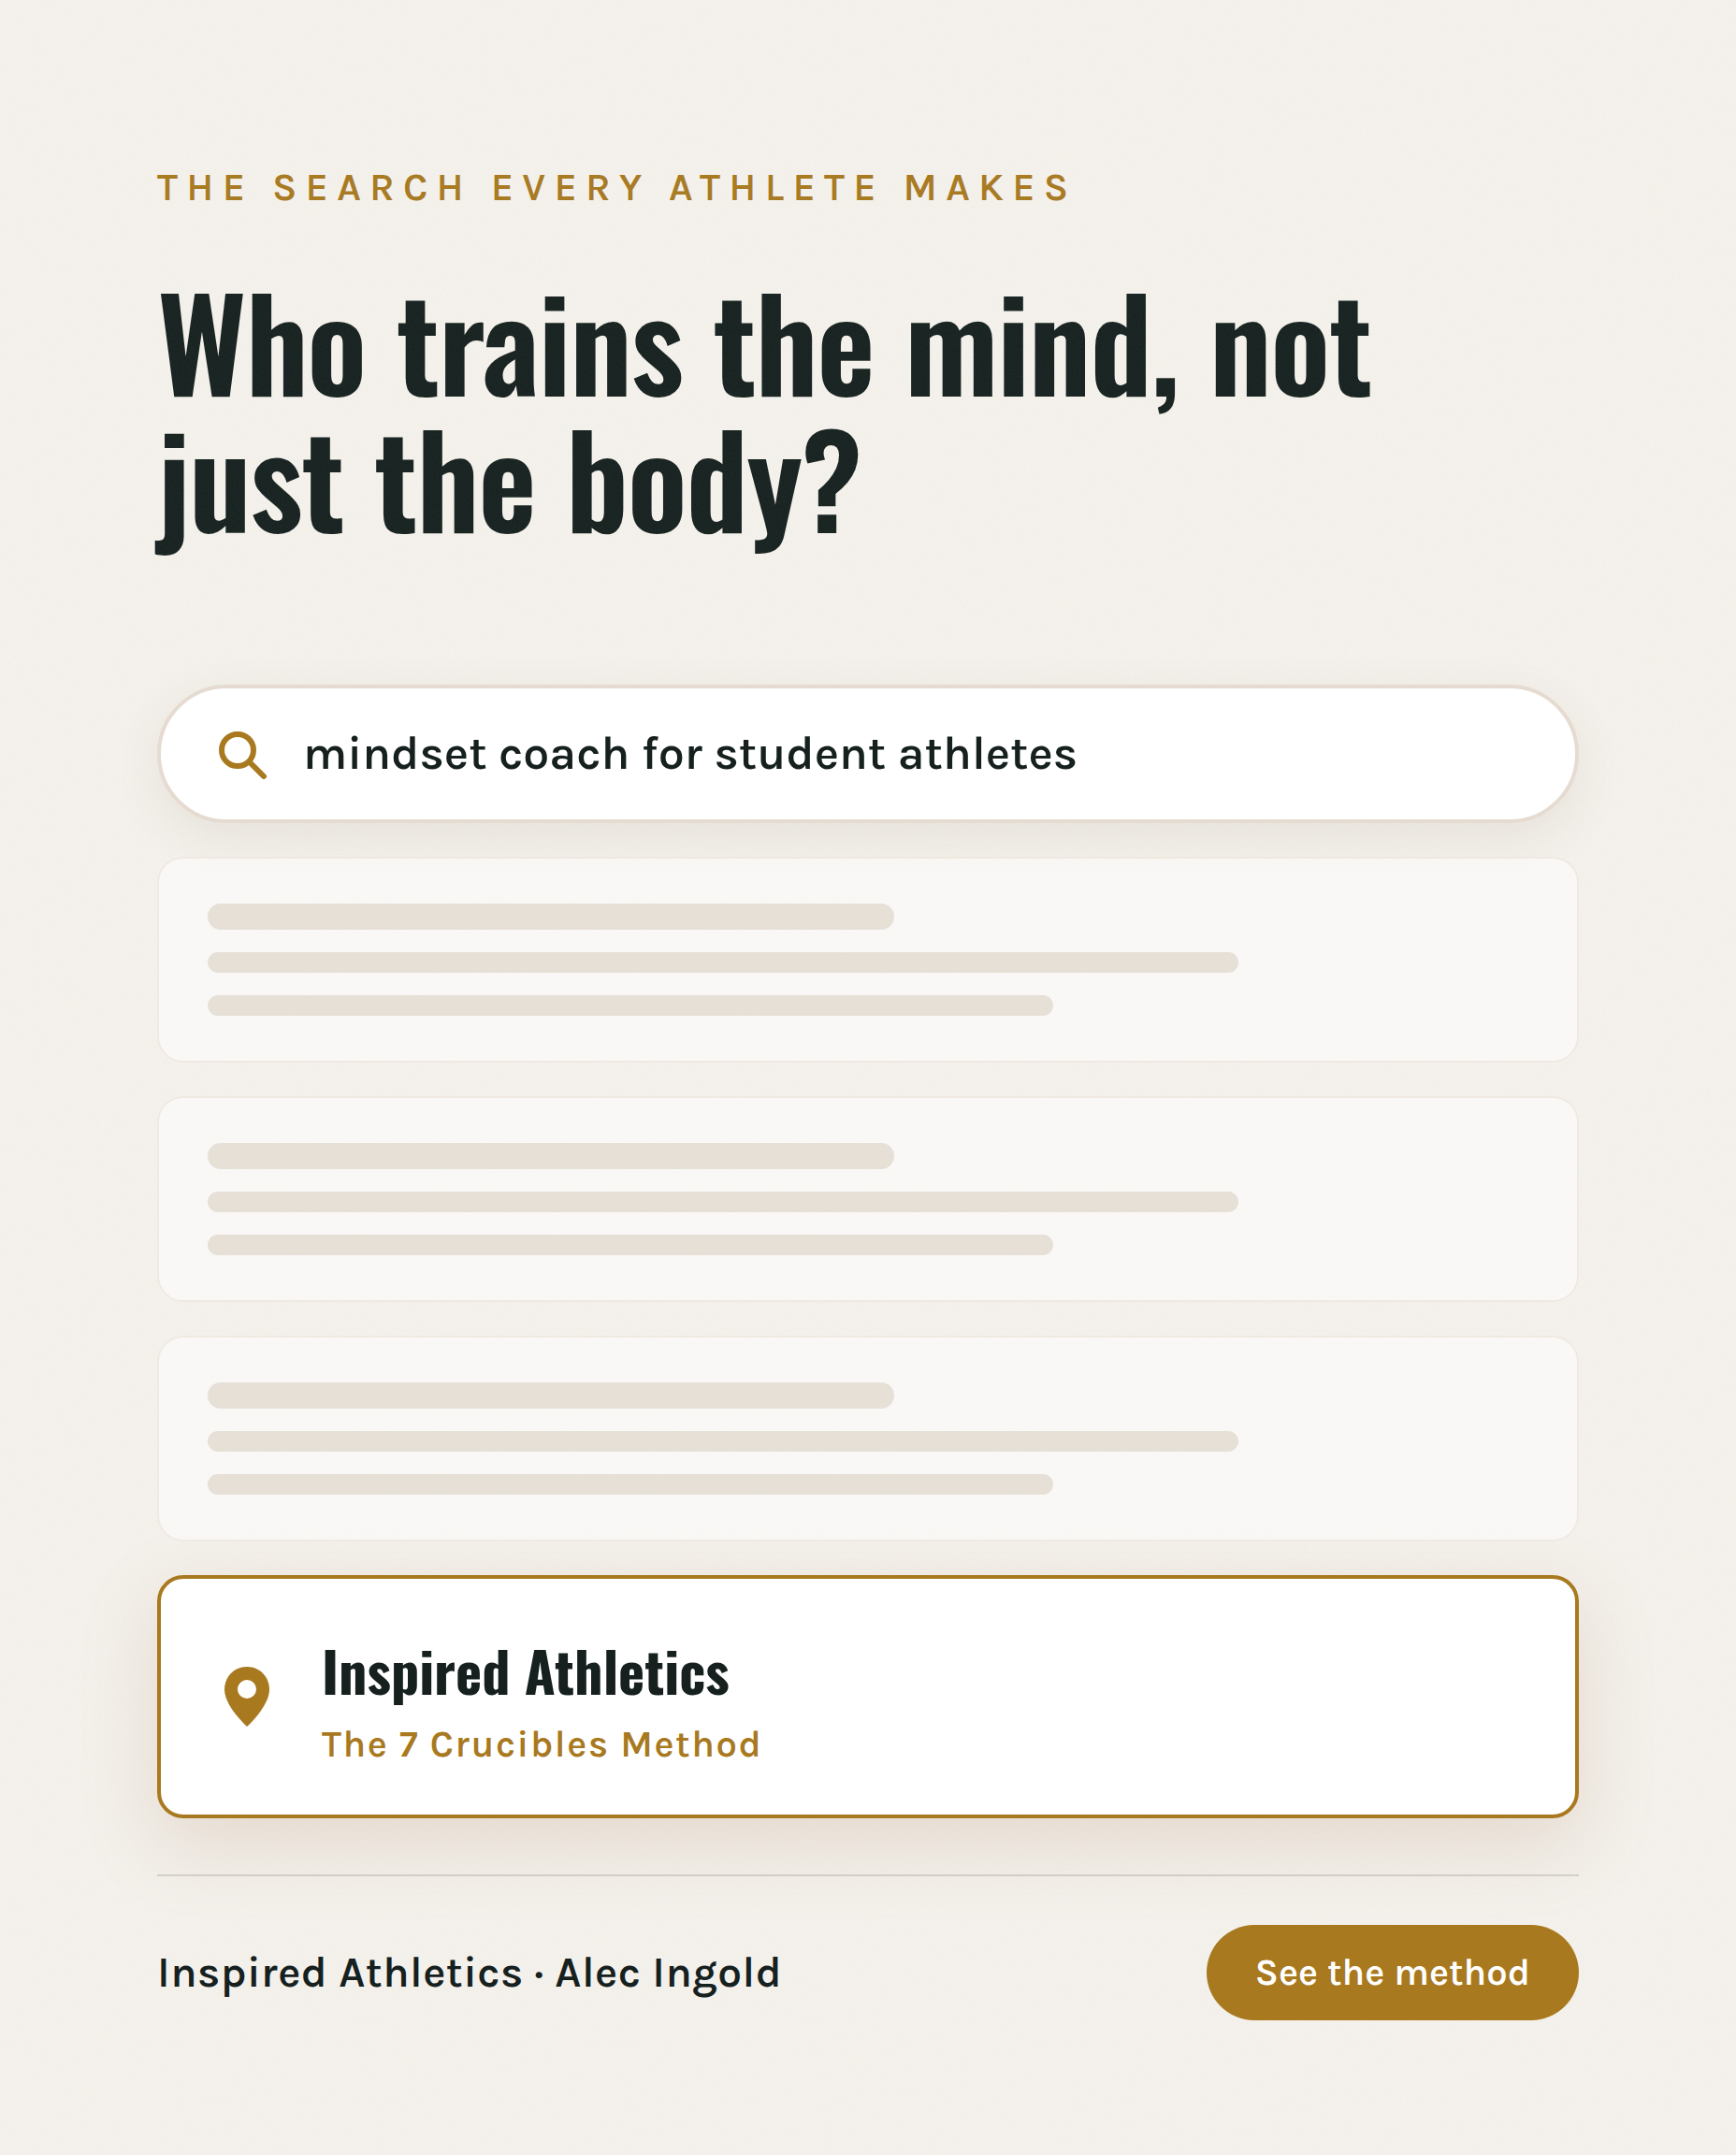 THE SEARCH EVERY ATHLETE MAKES
Who trains the mind, not
just the body?
mindset coach for student athletes
Inspired Athletics
The 7 Crucibles Method
Inspired Athletics · Alec Ingold
See the method